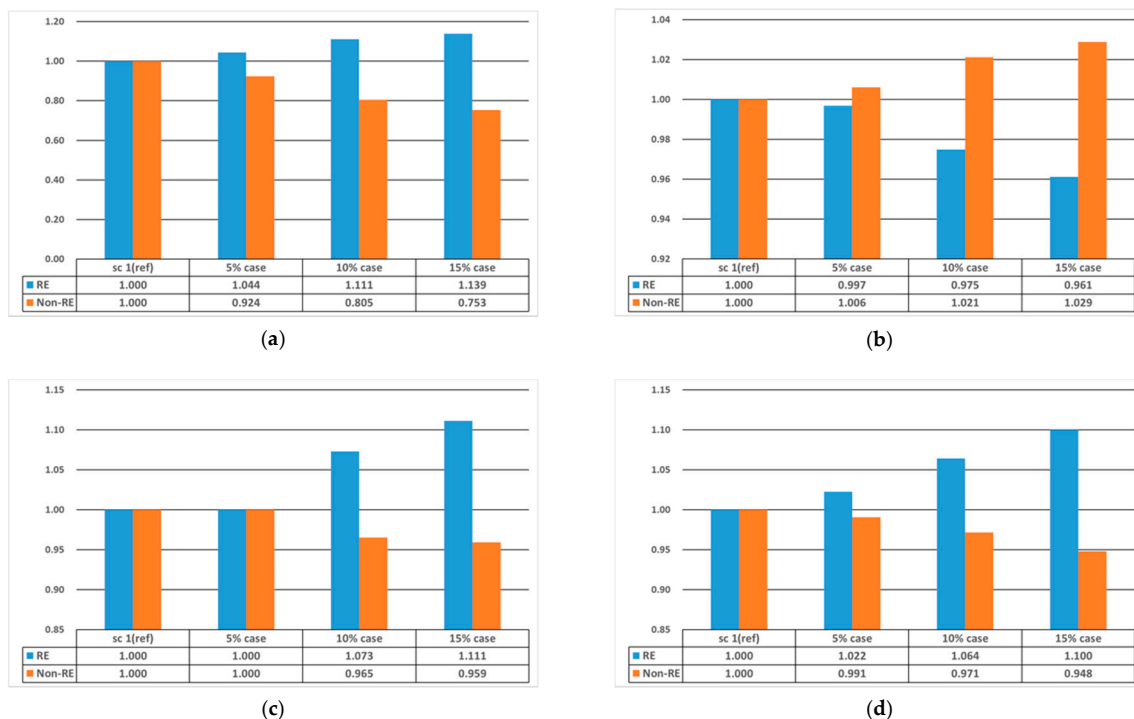 1.20
1.00
0.80
0.60
0.40
0.20
0.00
sc 1(ref) 5% case 10% case 15% case
RE 1.000 1.044 1.111 1.139
Non-RE 1.000 0.924 0.805 0.753
(a)
1.04
1.02
1.00
0.98
0.96
0.94
0.92
sc 1(ref) 5% case 10% case 15% case
RE 1.000 0.997 0.975 0.961
Non-RE 1.000 1.006 1.021 1.029
(b)
1.15
1.10
1.05
1.00
0.95
0.90
0.85
sc 1(ref) 5% case 10% case 15% case
RE 1.000 1.000 1.073 1.111
Non-RE 1.000 1.000 0.965 0.959
(c)
1.15
1.10
1.05
1.00
0.95
0.90
0.85
sc 1(ref) 5% case 10% case 15% case
RE 1.000 1.022 1.064 1.100
Non-RE 1.000 0.991 0.971 0.948
(d)